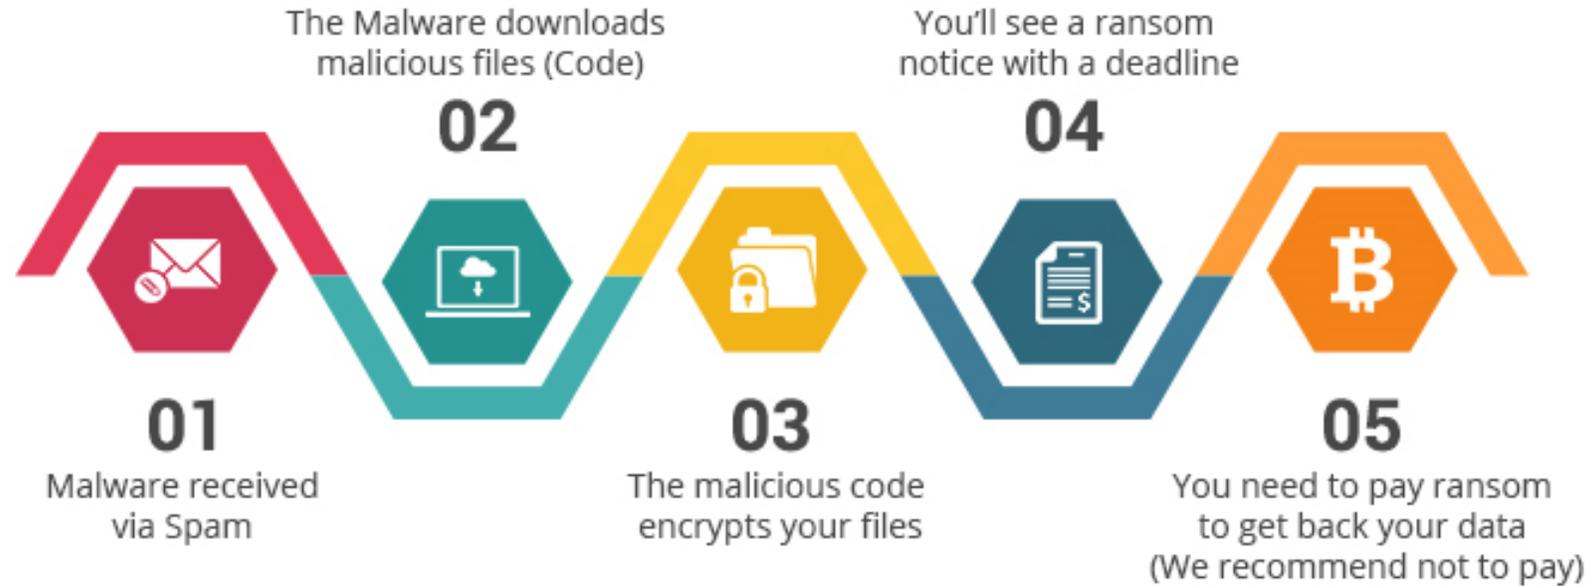 01
Malware received
via Spam
The Malware downloads
malicious files (Code)
02
03
The malicious code
encrypts your files
You’ll see a ransom
notice with a deadline
04
05
You need to pay ransom
to get back your data
(We recommend not to pay)